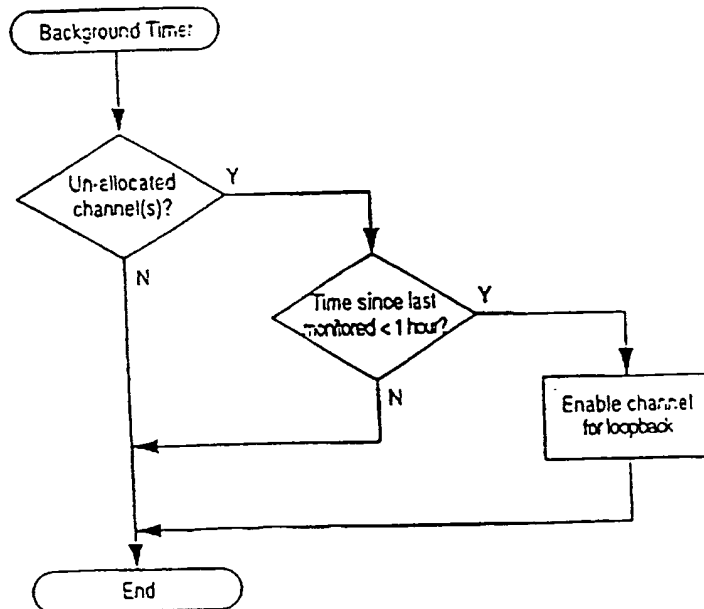 Background Timer
Un-allocated
channel(s)?
Y
N
Time since last
monitored < 1 hour?
Y
N
Enable channel
for loopback
End